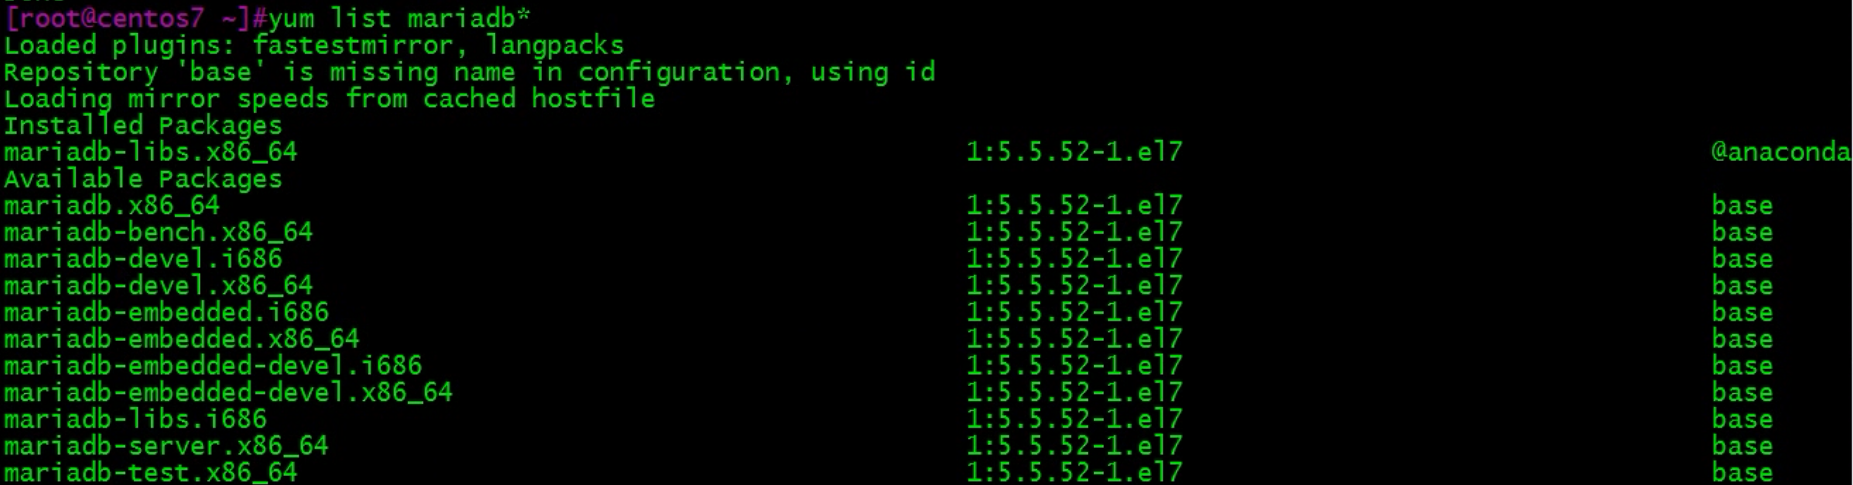 [root@centos7 ~]#yum list mariadb*
Loaded plugins: fastestmirror, langpacks
Repository 'base' is missing name in configuration, using id
Loading mirror speeds from cached hostfile
Installed Packages
mariadb-libs.x86_64 1:5.5.52-1.el7 @anaconda
Available Packages
mariadb.x86_64 1:5.5.52-1.el7 base
mariadb-bench.x86_64 1:5.5.52-1.el7 base
mariadb-devel.i686 1:5.5.52-1.el7 base
mariadb-devel.x86_64 1:5.5.52-1.el7 base
mariadb-embedded.i686 1:5.5.52-1.el7 base
mariadb-embedded.x86_64 1:5.5.52-1.el7 base
mariadb-embedded-devel.i686 1:5.5.52-1.el7 base
mariadb-embedded-devel.x86_64 1:5.5.52-1.el7 base
mariadb-libs.i686 1:5.5.52-1.el7 base
mariadb-server.x86_64 1:5.5.52-1.el7 base
mariadb-test.x86_64 1:5.5.52-1.el7 base